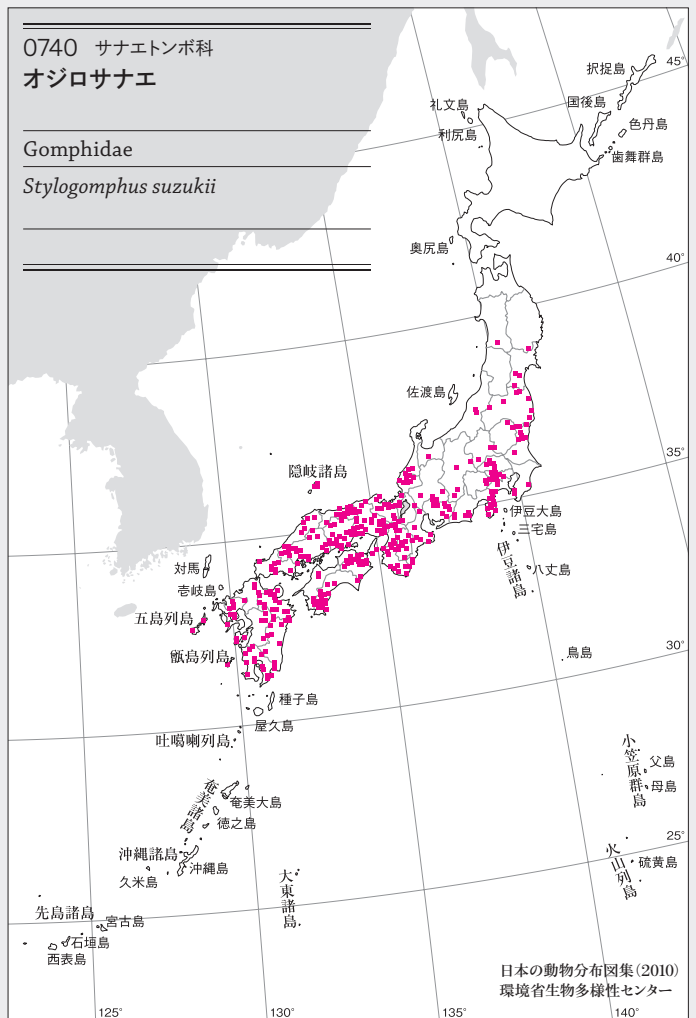 0740 サナエトンボ科
オジロサナエ
Gomphidae
Stylogomphus suzukii
45°
択捉島
礼文島
国後島
色丹島
利尻島
歯舞群島
奥尻島
40°
佐渡島
35°
隠岐諸島
伊豆大島
三宅島
伊豆諸島
八丈島
対馬
壱岐島
五島列島
甑島列島
鳥島
30°
種子島
屋久島
吐噶喇列島
小笠原群島
父島
母島
奄美諸島
奄美大島
徳之島
25°
沖縄諸島
沖縄島
久米島
火山列島
硫黄島
大東諸島
先島諸島
宮古島
石垣島
西表島
日本の動物分布図集(2010)
環境省生物多様性センター
125°
130°
135°
140°